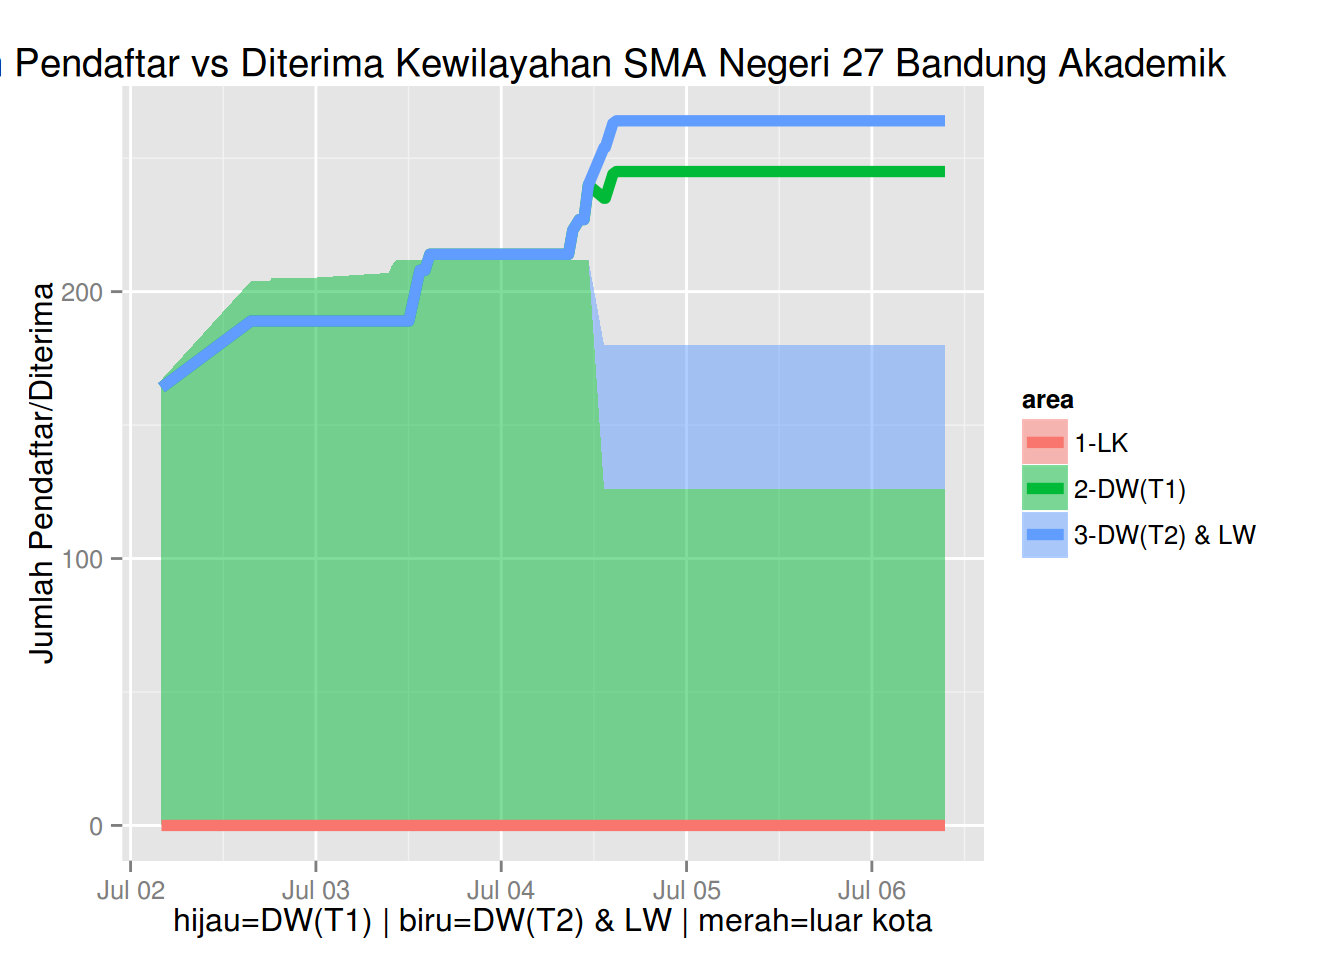 Pendaftar vs Diterima Kewilayahan SMA Negeri 27 Bandung Akademik
Jumlah Pendaftar/Diterima
200
100
0
Jul 02 Jul 03 Jul 04 Jul 05 Jul 06
hijau=DW(T1) | biru=DW(T2) & LW | merah=luar kota
area
1-LK
2-DW(T1)
3-DW(T2) & LW